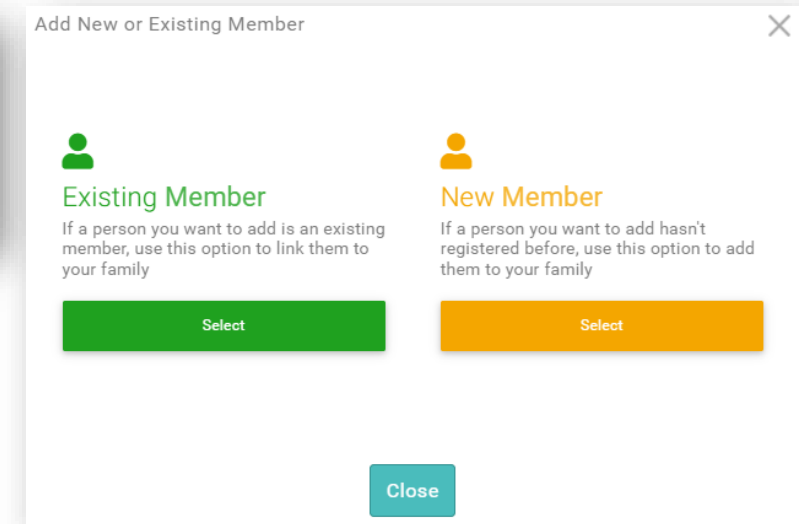 Add New or Existing Member
Existing Member
If a person you want to add is an existing
member, use this option to link them to
your family
Select
New Member
If a person you want to add hasn't
registered before, use this option to add
them to your family
Select
Close